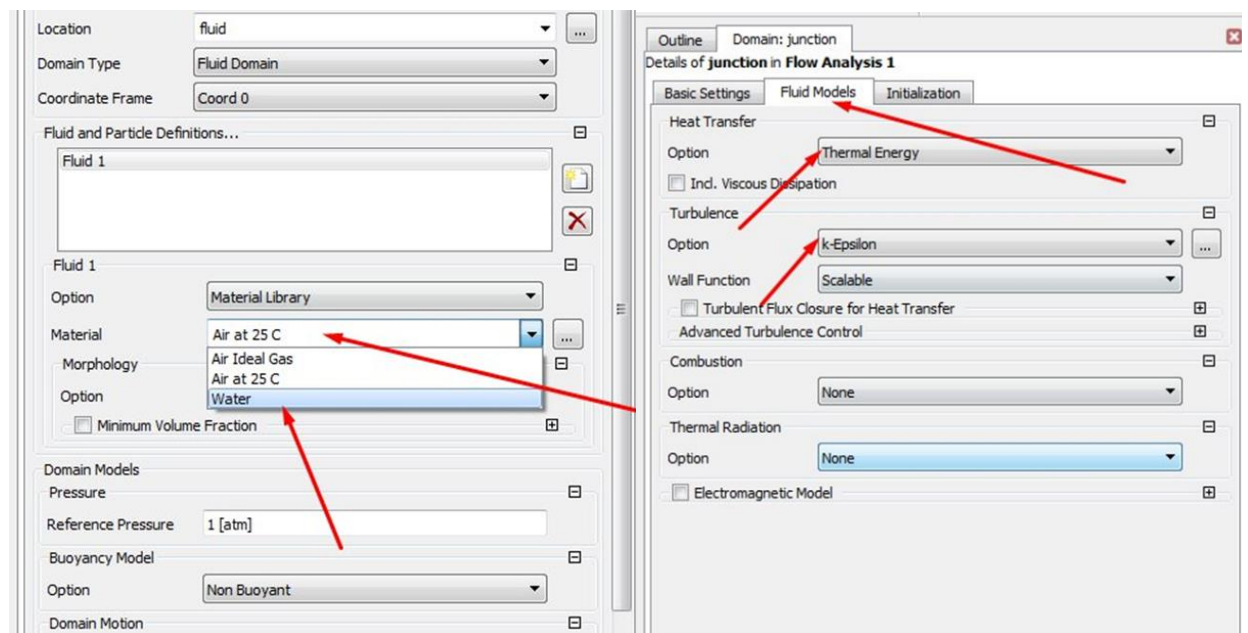 Location fluid ...
Domain Type Fluid Domain
Coordinate Frame Coord 0
Fluid and Particle Definitions...
Fluid 1
Fluid 1
Option Material Library
Material Air at 25 C ...
Air Ideal Gas
Morphology
Air at 25 C
Option
Water
Minimum Volume Fraction
Domain Models
Pressure
Reference Pressure 1 [atm]
Buoyancy Model
Option Non Buoyant
Domain Motion
Outline Domain: junction
Details of junction in Flow Analysis 1
Basic Settings Fluid Models Initialization
Heat Transfer
Option Thermal Energy
Incl. Viscous Dissipation
Turbulence
Option k-Epsilon ...
Wall Function Scalable
Turbulent Flux Closure for Heat Transfer
Advanced Turbulence Control
Combustion
Option None
Thermal Radiation
Option None
Electromagnetic Model